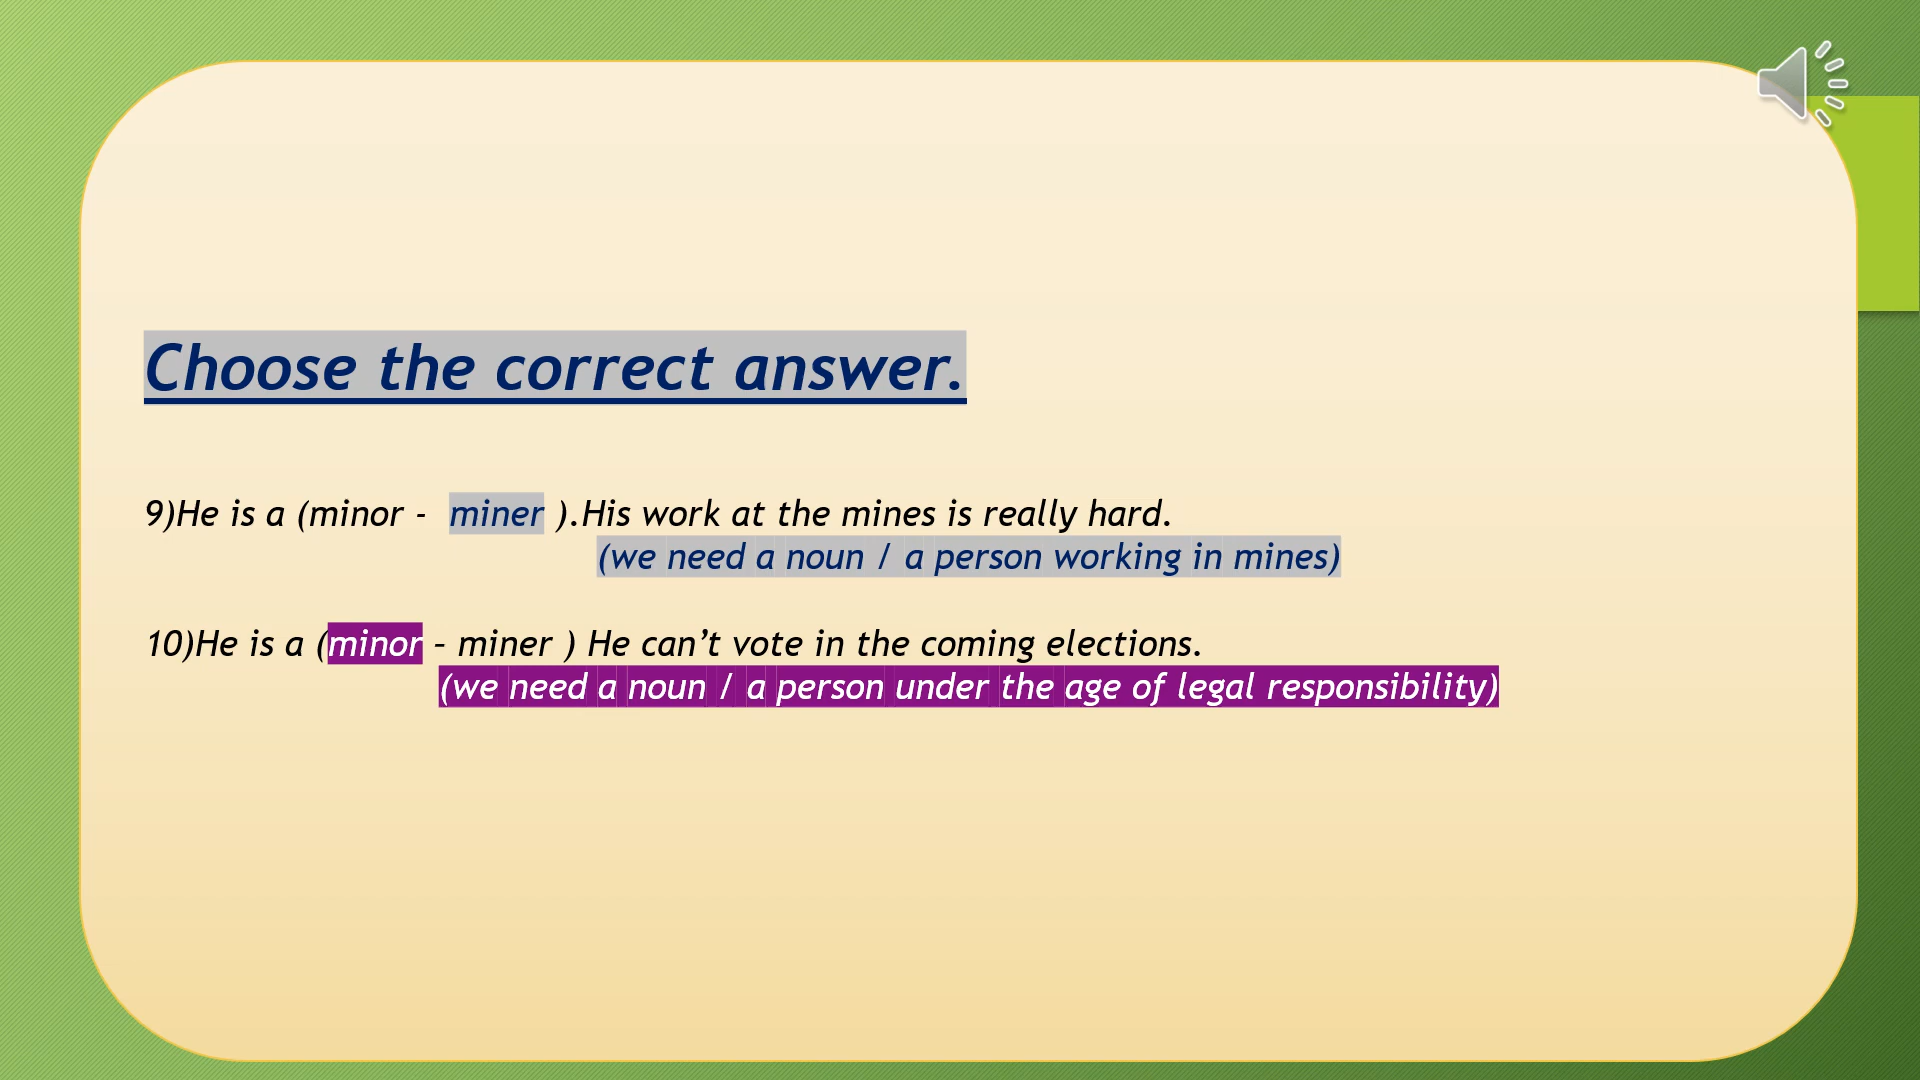 Choose the correct answer.
9)He is a (minor -  miner ).His work at the mines is really hard.
(we need a noun / a person working in mines)
10)He is a (minor – miner ) He can’t vote in the coming elections.
(we need a noun / a person under the age of legal responsibility)